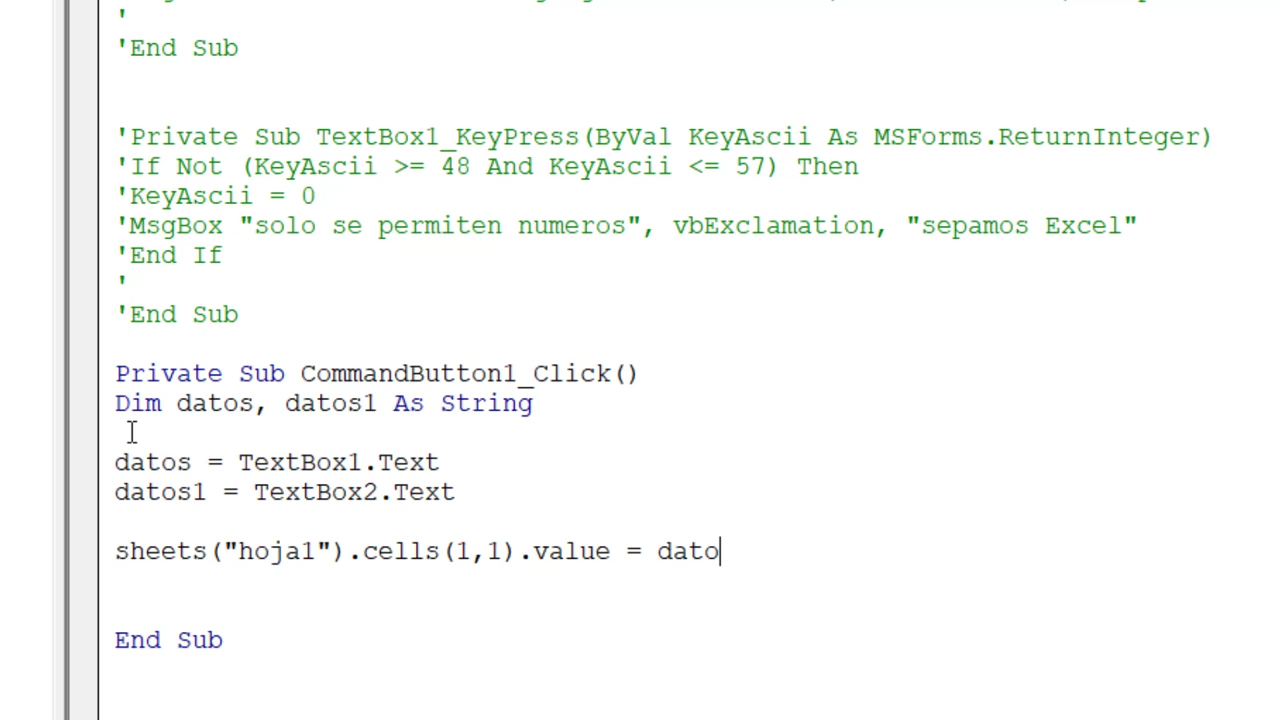 '
'End Sub
'Private Sub TextBox1_KeyPress(ByVal KeyAscii As MSForms.ReturnInteger)
'If Not (KeyAscii >= 48 And KeyAscii <= 57) Then
'KeyAscii = 0
'MsgBox "solo se permiten numeros", vbExclamation, "sepamos Excel"
'End If
'
'End Sub
Private Sub CommandButton1_Click()
Dim datos, datos1 As String
datos = TextBox1.Text
datos1 = TextBox2.Text
sheets("hoja1").cells(1,1).value = dato
End Sub